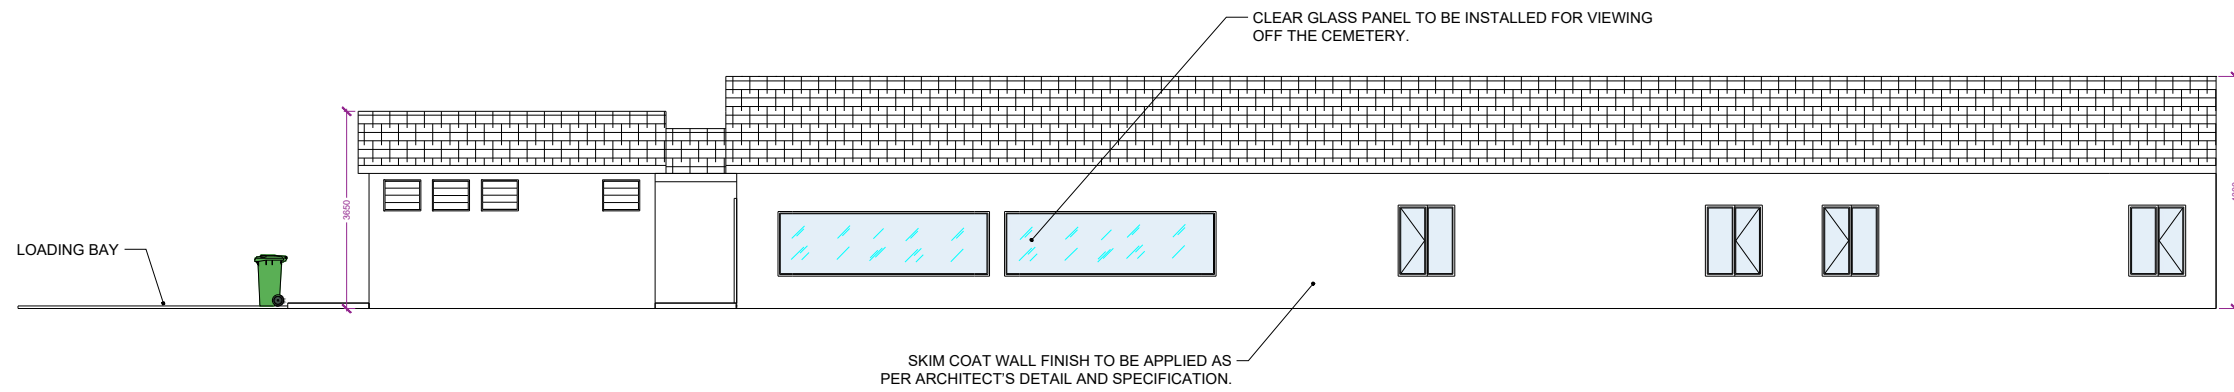 CLEAR GLASS PANEL TO BE INSTALLED FOR VIEWING
OFF THE CEMETERY.
3650
LOADING BAY
SKIM COAT WALL FINISH TO BE APPLIED AS
PER ARCHITECT'S DETAIL AND SPECIFICATION.